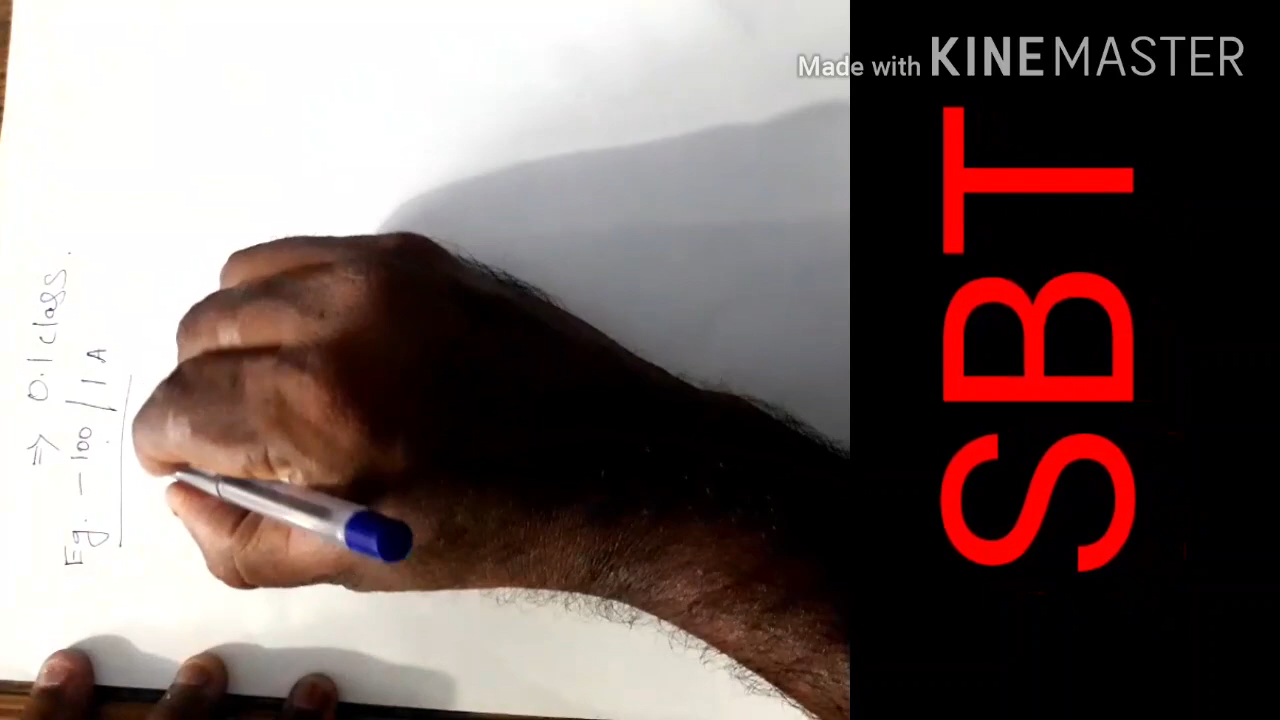 ⇒ 0.1 class.
Eg. - 100 / 1 A
Made with KINEMASTER
SBT